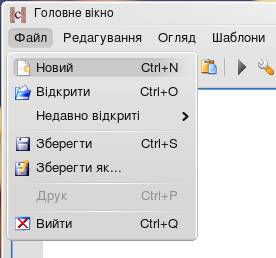 Головне вікно
Файл Редагування Огляд Шаблони
Новий Ctrl+N
Відкрити Ctrl+O
Недавно відкриті
Зберегти Ctrl+S
Зберегти як...
Друк Ctrl+P
Вийти Ctrl+Q